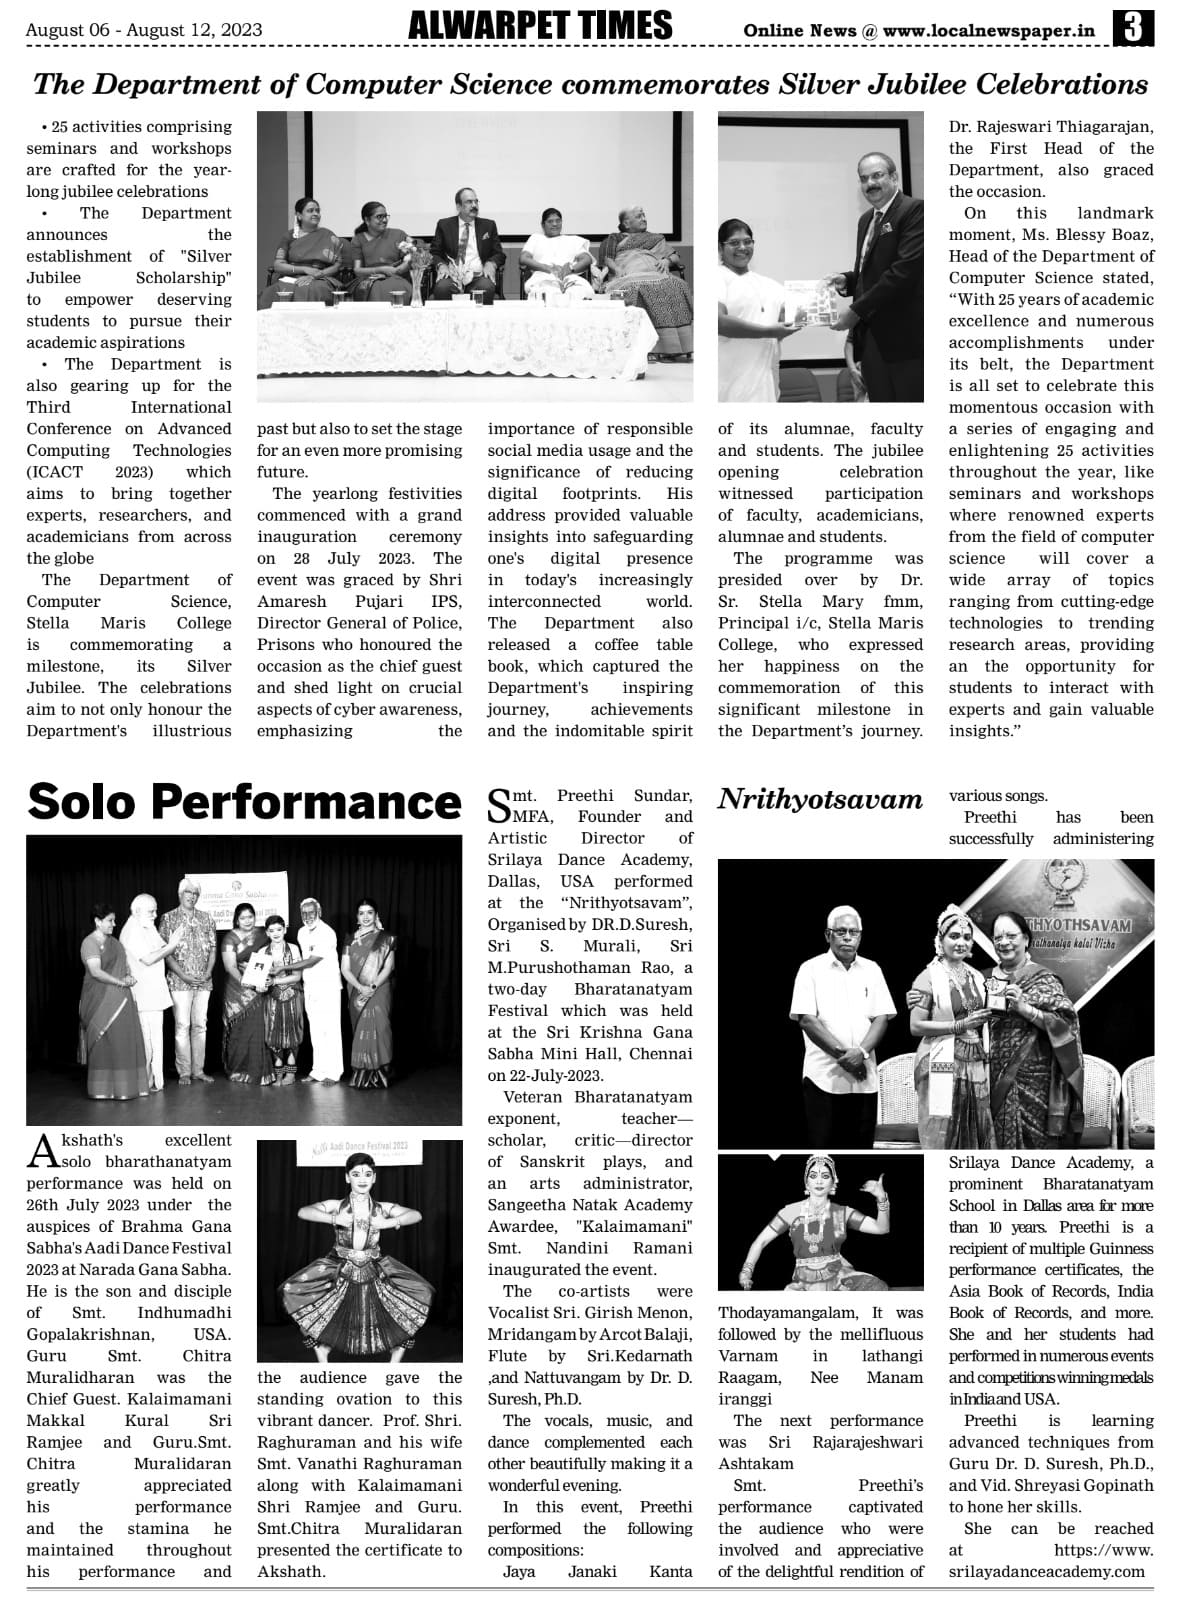 August 06 - August 12, 2023
ALWARPET TIMES
Online News @ www.localnewspaper.in
3
The Department of Computer Science commemorates Silver Jubilee Celebrations
• 25 activities comprising
seminars and workshops
are crafted for the year-
long jubilee celebrations
• The Department
announces the
establishment of "Silver
Jubilee Scholarship"
to empower deserving
students to pursue their
academic aspirations
• The Department is
also gearing up for the
Third International
Conference on Advanced
Computing Technologies
(ICACT 2023) which
aims to bring together
experts, researchers, and
academicians from across
the globe
The Department of
Computer Science,
Stella Maris College
is commemorating a
milestone, its Silver
Jubilee. The celebrations
aim to not only honour the
Department's illustrious
past but also to set the stage
for an even more promising
future.
The yearlong festivities
commenced with a grand
inauguration ceremony
on 28 July 2023. The
event was graced by Shri
Amaresh Pujari IPS,
Director General of Police,
Prisons who honoured the
occasion as the chief guest
and shed light on crucial
aspects of cyber awareness,
emphasizing the
importance of responsible
social media usage and the
significance of reducing
digital footprints. His
address provided valuable
insights into safeguarding
one's digital presence
in today's increasingly
interconnected world.
The Department also
released a coffee table
book, which captured the
Department's inspiring
journey, achievements
and the indomitable spirit
of its alumnae, faculty
and students. The jubilee
opening celebration
witnessed participation
of faculty, academicians,
alumnae and students.
The programme was
presided over by Dr.
Sr. Stella Mary fmm,
Principal i/c, Stella Maris
College, who expressed
her happiness on the
commemoration of this
significant milestone in
the Department’s journey.
Dr. Rajeswari Thiagarajan,
the First Head of the
Department, also graced
the occasion.
On this landmark
moment, Ms. Blessy Boaz,
Head of the Department of
Computer Science stated,
“With 25 years of academic
excellence and numerous
accomplishments under
its belt, the Department
is all set to celebrate this
momentous occasion with
a series of engaging and
enlightening 25 activities
throughout the year, like
seminars and workshops
where renowned experts
from the field of computer
science will cover a
wide array of topics
ranging from cutting-edge
technologies to trending
research areas, providing
an the opportunity for
students to interact with
experts and gain valuable
insights.”
Solo Performance
Akshath's excellent
solo bharathanatyam
performance was held on
26th July 2023 under the
auspices of Brahma Gana
Sabha's Aadi Dance Festival
2023 at Narada Gana Sabha.
He is the son and disciple
of Smt. Indhumadhi
Gopalakrishnan, USA.
Guru Smt. Chitra
Muralidharan was the
Chief Guest. Kalaimamani
Makkal Kural Sri
Ramjee and Guru.Smt.
Chitra Muralidaran
greatly appreciated
his performance
and the stamina he
maintained throughout
his performance and
Aadi Dance Festival 2023
the audience gave the
standing ovation to this
vibrant dancer. Prof. Shri.
Raghuraman and his wife
Smt. Vanathi Raghuraman
along with Kalaimamani
Shri Ramjee and Guru.
Smt.Chitra Muralidaran
presented the certificate to
Akshath.
Smt. Preethi Sundar,
MFA, Founder and
Artistic Director of
Srilaya Dance Academy,
Dallas, USA performed
at the “Nrithyotsavam”,
Organised by DR.D.Suresh,
Sri S. Murali, Sri
M.Purushothaman Rao, a
two-day Bharatanatyam
Festival which was held
at the Sri Krishna Gana
Sabha Mini Hall, Chennai
on 22-July-2023.
Veteran Bharatanatyam
exponent, teacher—
scholar, critic—director
of Sanskrit plays, and
an arts administrator,
Sangeetha Natak Academy
Awardee, "Kalaimamani"
Smt. Nandini Ramani
inaugurated the event.
The co-artists were
Vocalist Sri. Girish Menon,
Mridangam by Arcot Balaji,
Flute by Sri.Kedarnath
,and Nattuvangam by Dr. D.
Suresh, Ph.D.
The vocals, music, and
dance complemented each
other beautifully making it a
wonderful evening.
In this event, Preethi
performed the following
compositions:
Jaya Janaki Kanta
Nrithyotsavam
THYOTHSAVAM
Thodayamangalam, It was
followed by the mellifluous
Varnam in lathangi
Raagam, Nee Manam
iranggi
The next performance
was Sri Rajarajeshwari
Ashtakam
Smt. Preethi’s
performance captivated
the audience who were
involved and appreciative
of the delightful rendition of
various songs.
Preethi has been
successfully administering
Srilaya Dance Academy, a
prominent Bharatanatyam
School in Dallas area for more
than 10 years. Preethi is a
recipient of multiple Guinness
performance certificates, the
Asia Book of Records, India
Book of Records, and more.
She and her students had
performed in numerous events
and competitions winning medals
in India and USA.
Preethi is learning
advanced techniques from
Guru Dr. D. Suresh, Ph.D.,
and Vid. Shreyasi Gopinath
to hone her skills.
She can be reached
at https://www.
srilayadanceacademy.com